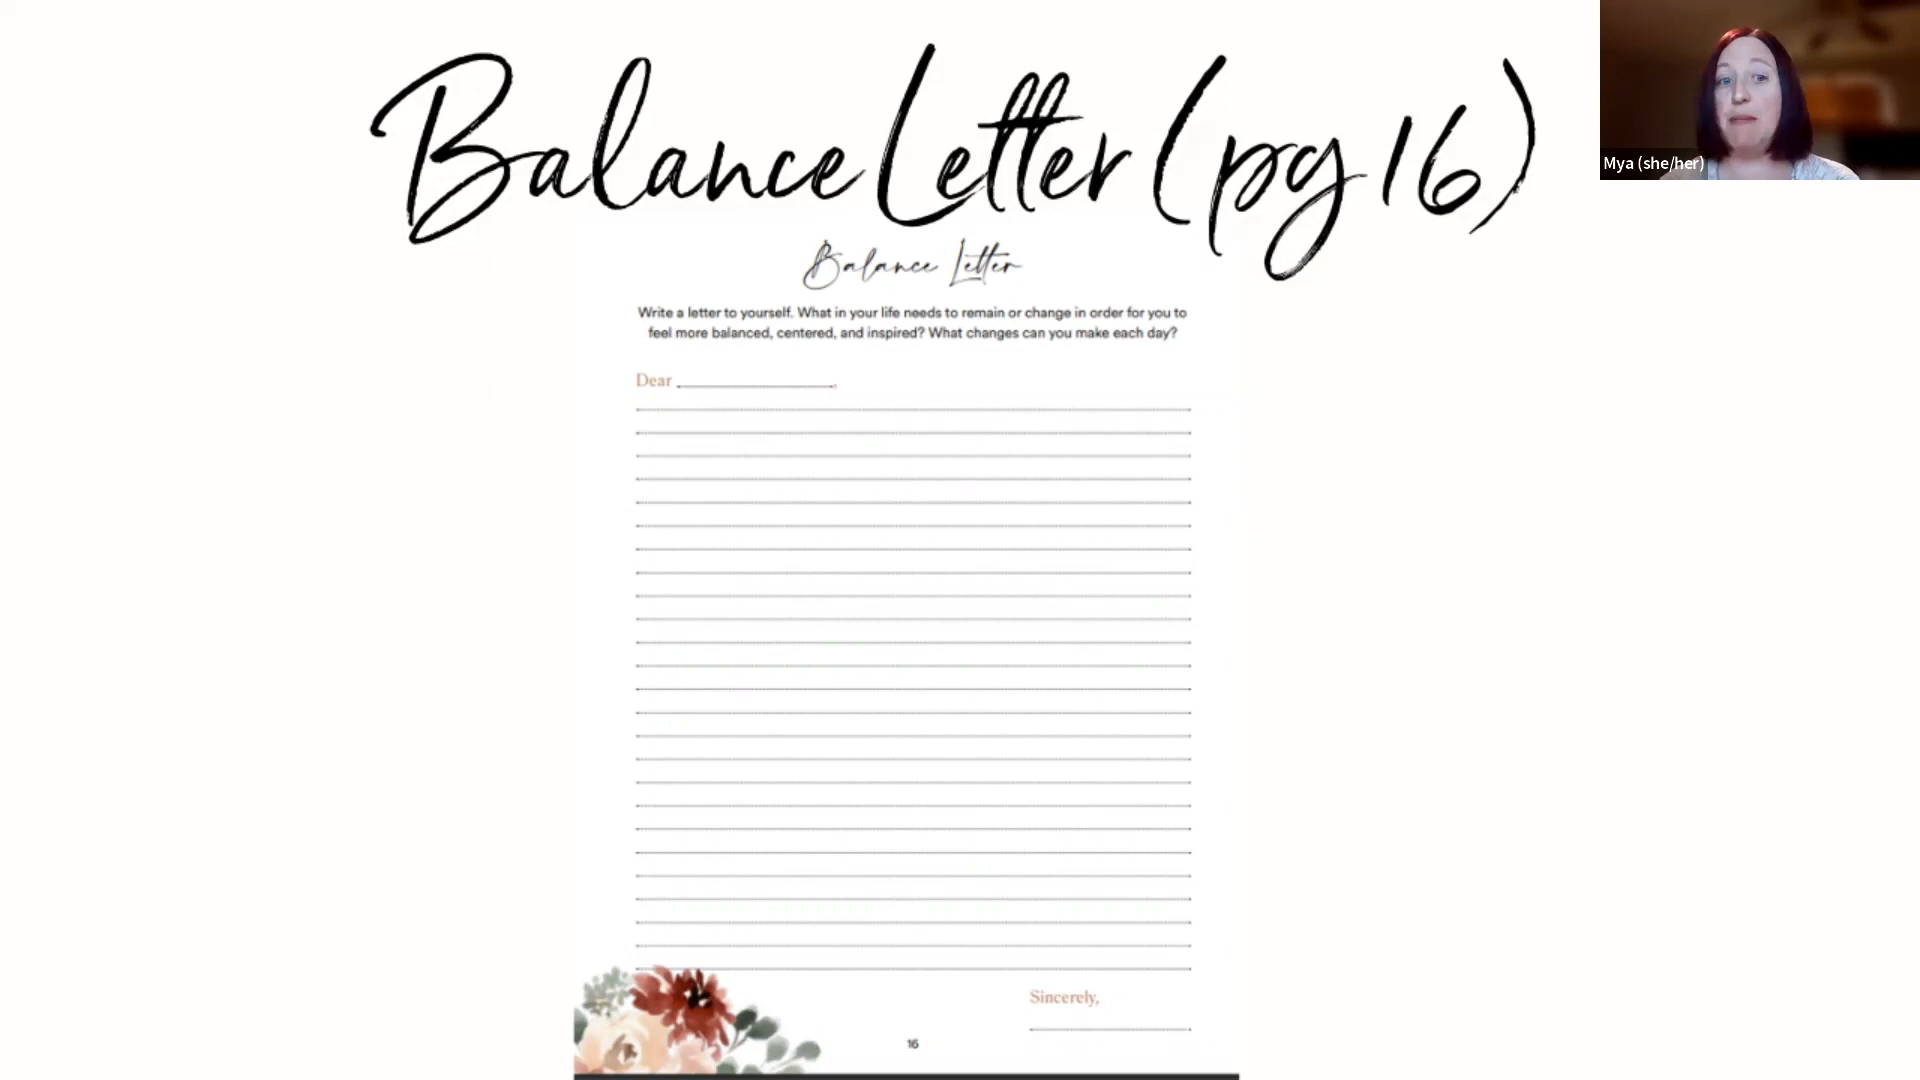 Balance Letter (pg 16)
Mya (she/her)
Balance Letter
Write a letter to yourself. What in your life needs to remain or change in order for you to
feel more balanced, centered, and inspired? What changes can you make each day?
Dear ,
Sincerely,
16